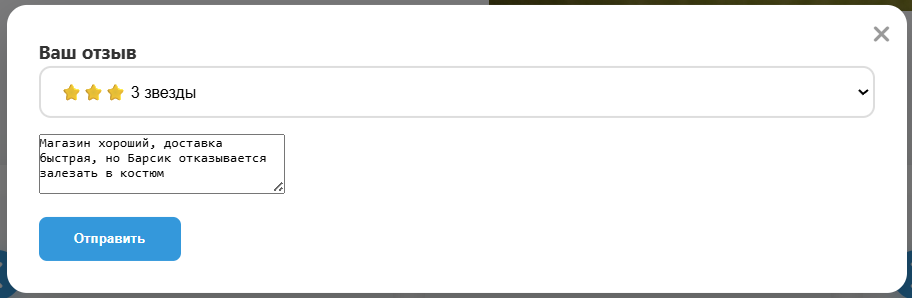 Ваш отзыв
⭐⭐⭐ 3 звезды
Магазин хороший, доставка
быстрая, но Барсик отказывается
залезать в костюм
Отправить